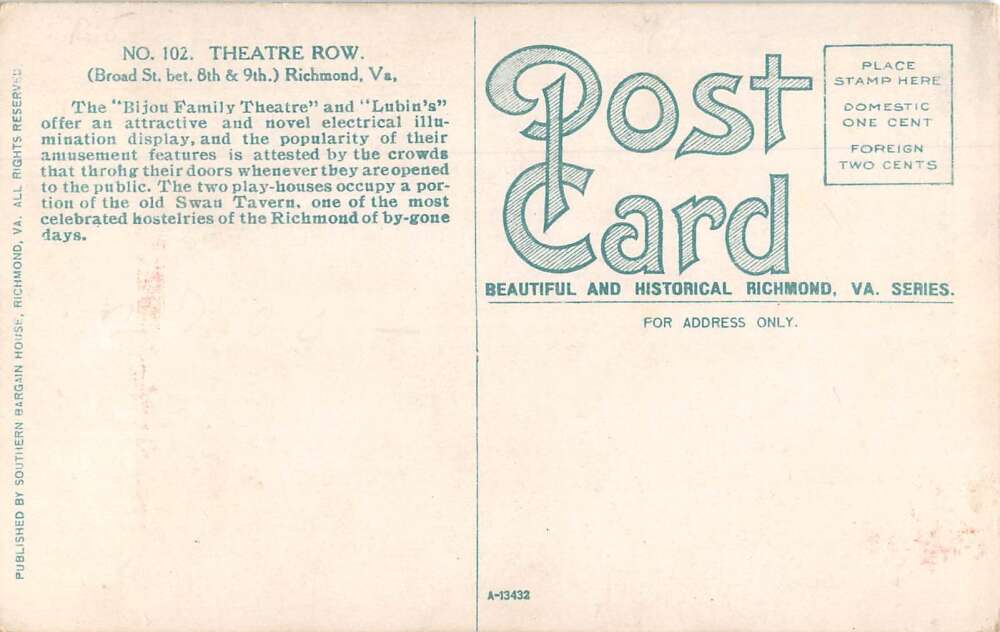 NO. 102. THEATRE ROW.
(Broad St. bet. 8th & 9th.) Richmond, Va,
The "Bijou Family Theatre" and "Lubin's"
offer an attractive and novel electrical illu-
mination display, and the popularity of their
amusement features is attested by the crowds
that throhg their doors whenever they are opened
to the public. The two play-houses occupy a por-
tion of the old Swan Tavern, one of the most
celebrated hostelries of the Richmond of by-gone
days.
PUBLISHED BY SOUTHERN BARGAIN HOUSE, RICHMOND, VA. ALL RIGHTS RESERVED
Post
Card
PLACE
STAMP HERE
DOMESTIC
ONE CENT
FOREIGN
TWO CENTS
BEAUTIFUL AND HISTORICAL RICHMOND, VA. SERIES.
FOR ADDRESS ONLY.
A-13432